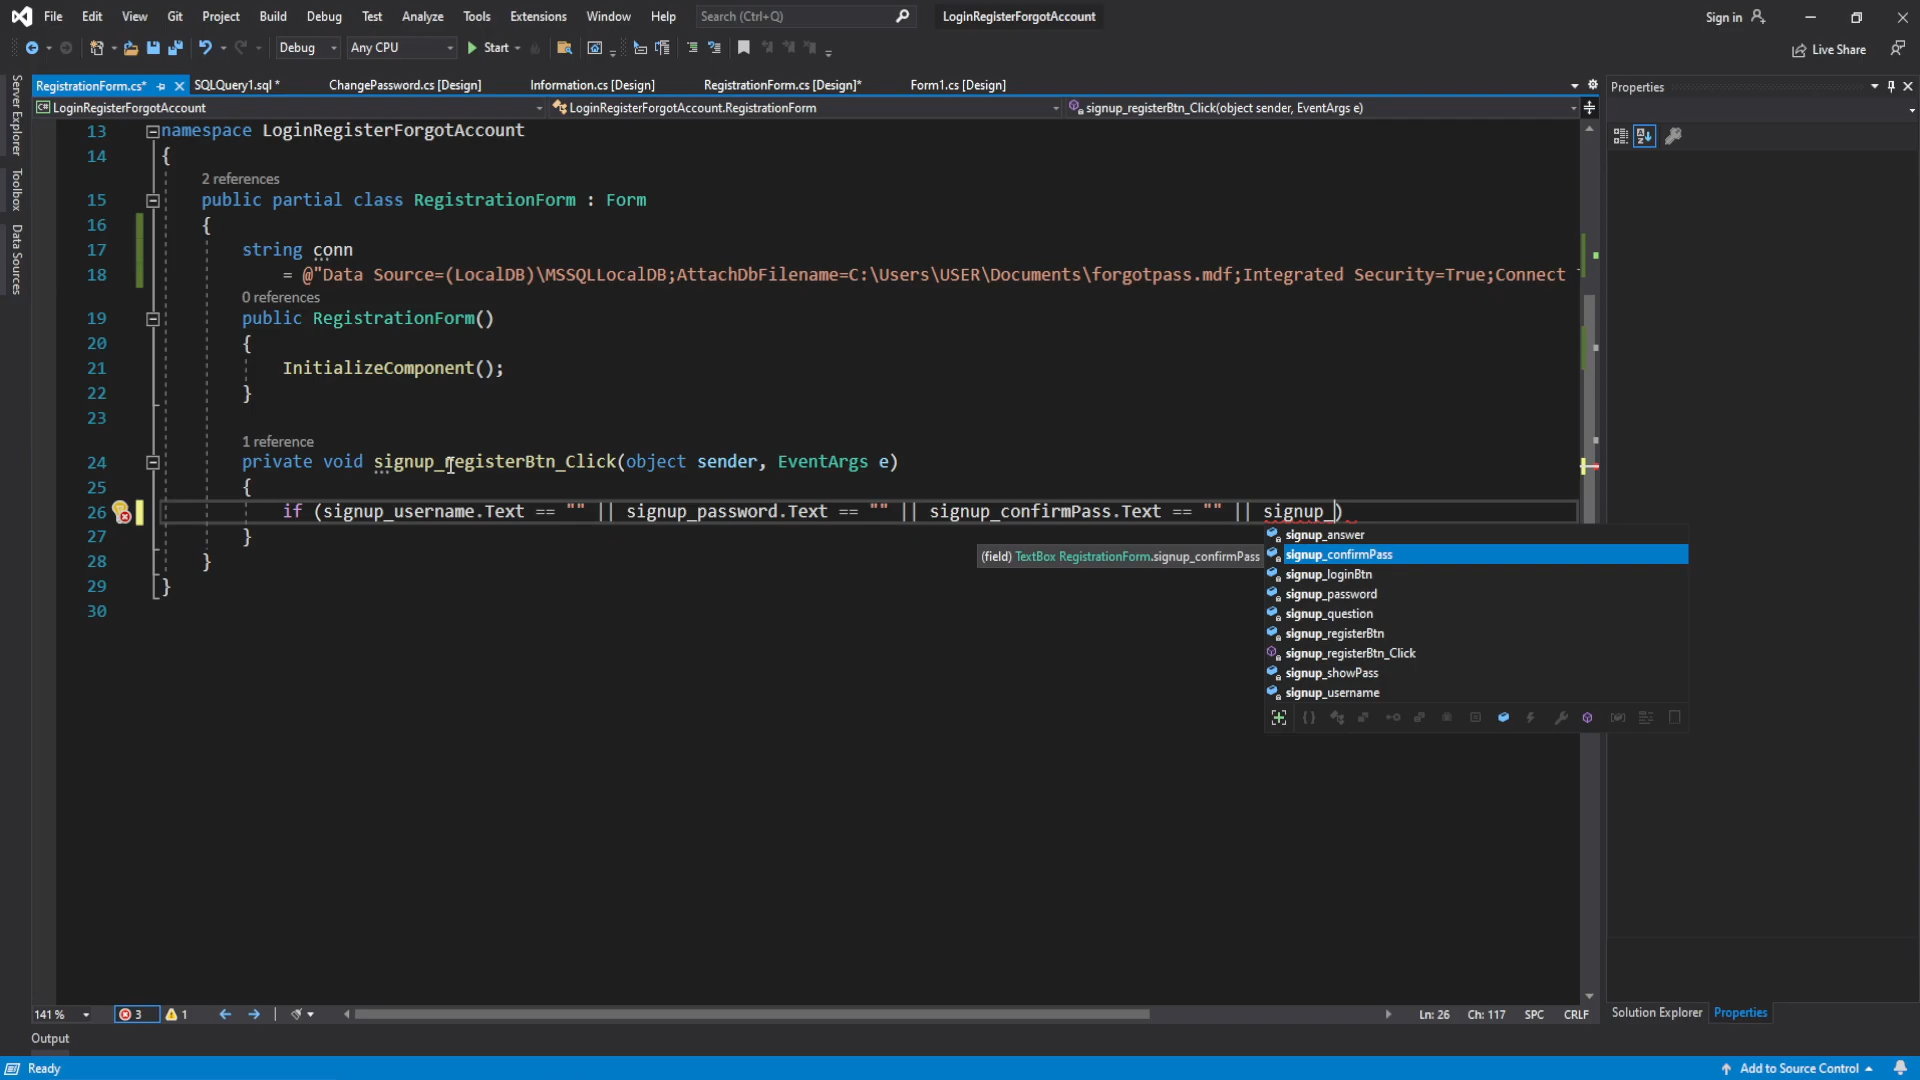 File Edit View Git Project Build Debug Test Analyze Tools Extensions Window Help Search (Ctrl+Q) LoginRegisterForgotAccount Sign in
Debug Any CPU Start Live Share
RegistrationForm.cs* SQLQuery1.sql * ChangePassword.cs [Design] Information.cs [Design] RegistrationForm.cs [Design]* Form1.cs [Design] Properties
C# LoginRegisterForgotAccount LoginRegisterForgotAccount.RegistrationForm signup_registerBtn_Click(object sender, EventArgs e)
Server Explorer
Toolbox
Data Sources
13 namespace LoginRegisterForgotAccount
14 {
2 references
15 public partial class RegistrationForm : Form
16 {
17 string conn
18 = @"Data Source=(LocalDB)\MSSQLLocalDB;AttachDbFilename=C:\Users\USER\Documents\forgotpass.mdf;Integrated Security=True;Connect
0 references
19 public RegistrationForm()
20 {
21 InitializeComponent();
22 }
23
1 reference
24 private void signup_registerBtn_Click(object sender, EventArgs e)
25 {
26 if (signup_username.Text == "" || signup_password.Text == "" || signup_confirmPass.Text == "" || signup_)
27 }
28 }
29 }
30
(field) TextBox RegistrationForm.signup_confirmPass
signup_answer
signup_confirmPass
signup_loginBtn
signup_password
signup_question
signup_registerBtn
signup_registerBtn_Click
signup_showPass
signup_username
141 % 3 1 Ln: 26 Ch: 117 SPC CRLF Solution Explorer Properties
Output
Ready Add to Source Control